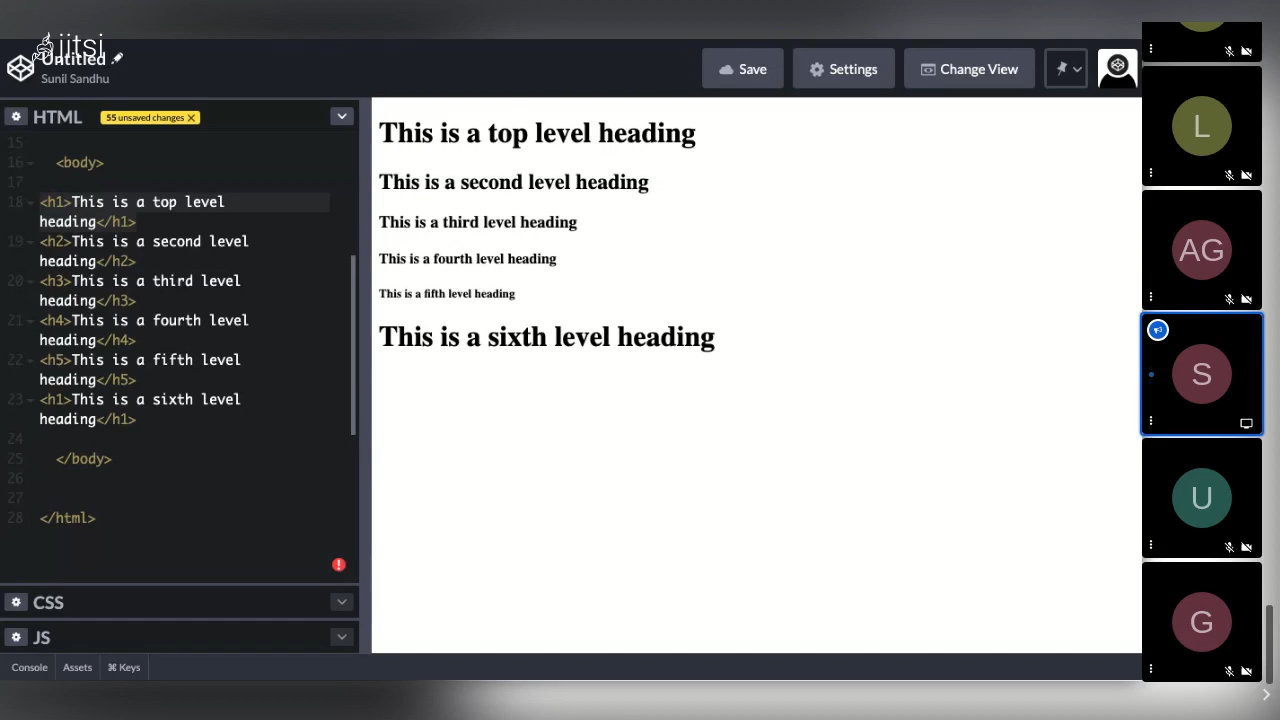 jitsi
Untitled
Sunil Sandhu
Save
Settings
Change View
HTML
55 unsaved changes X
15
16 <body>
17
18 <h1>This is a top level
heading</h1>
19 <h2>This is a second level
heading</h2>
20 <h3>This is a third level
heading</h3>
21 <h4>This is a fourth level
heading</h4>
22 <h5>This is a fifth level
heading</h5>
23 <h1>This is a sixth level
heading</h1>
24
25 </body>
26
27
28 </html>
CSS
JS
Console Assets ⌘ Keys
This is a top level heading
This is a second level heading
This is a third level heading
This is a fourth level heading
This is a fifth level heading
This is a sixth level heading
L
AG
S
U
G